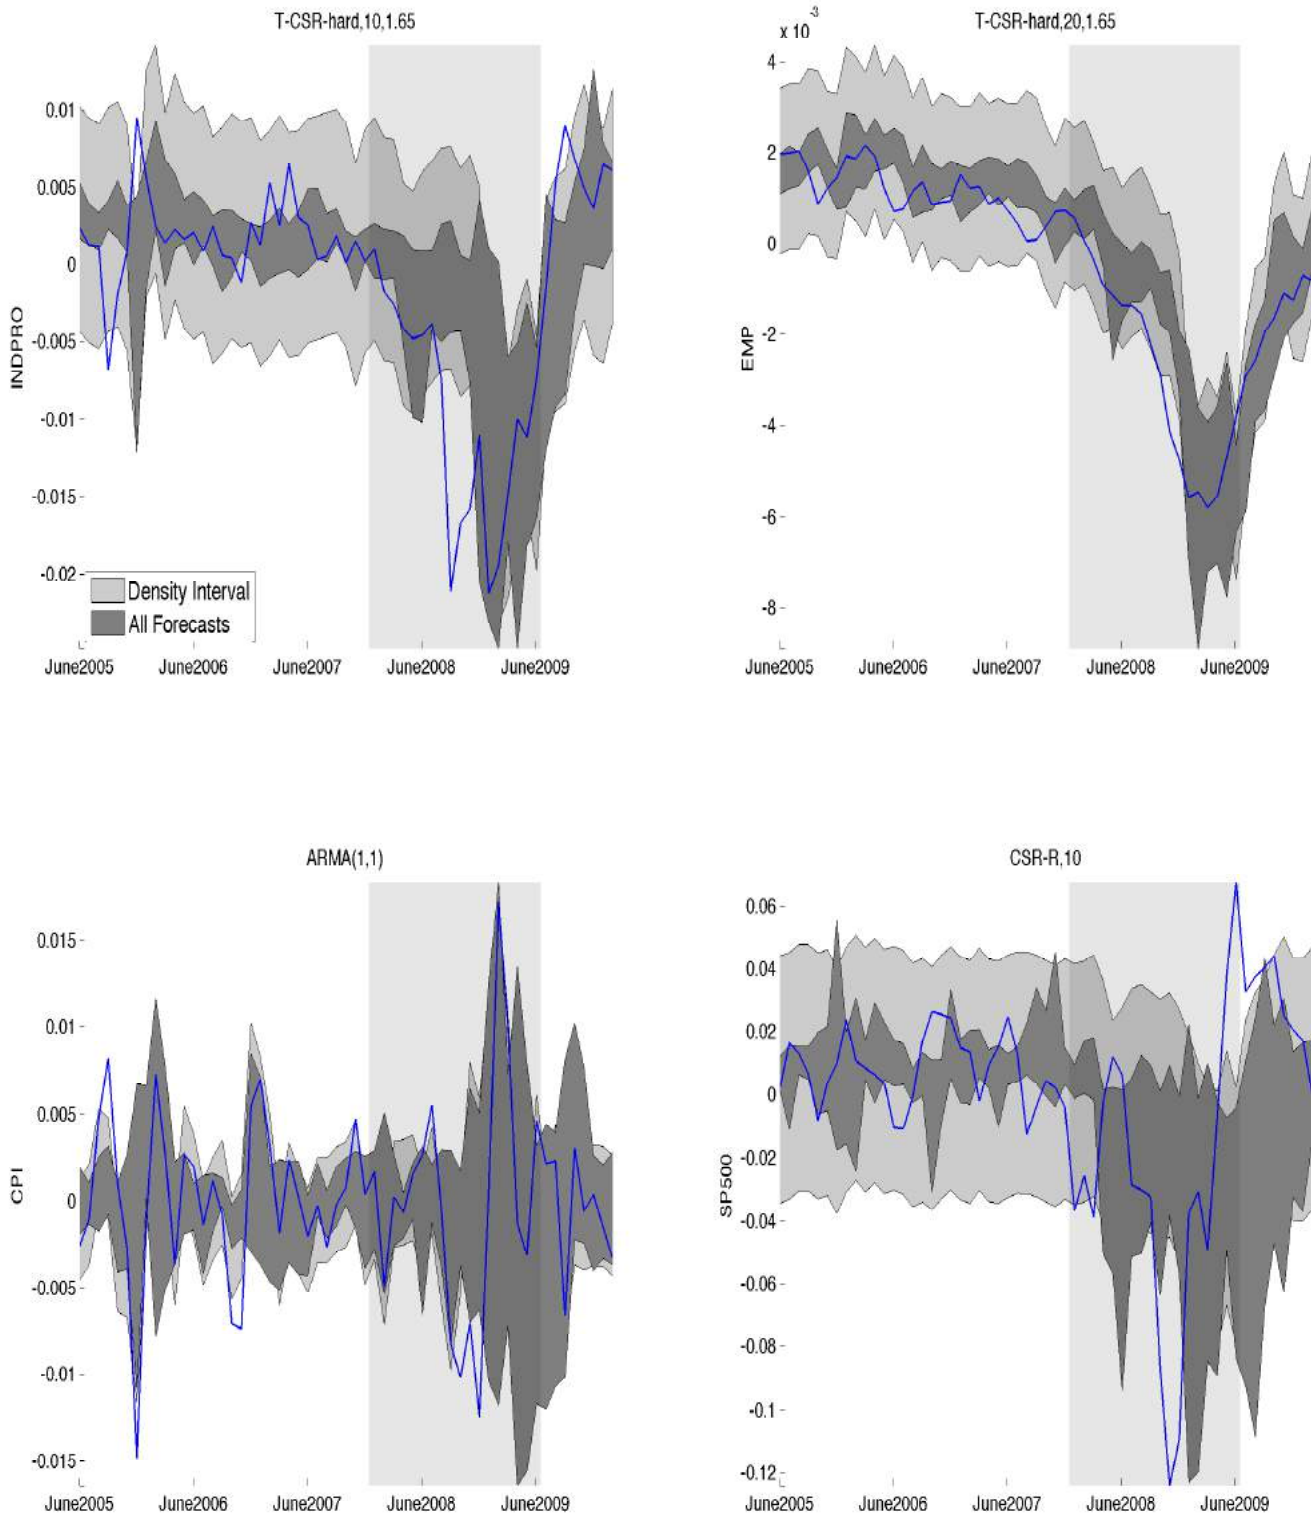 T-CSR-hard,10,1.65
0.01
0.005
0
-0.005
-0.01
-0.015
-0.02
INDPRO
Density Interval
All Forecasts
June2005 June2006 June2007 June2008 June2009
T-CSR-hard,20,1.65
x 10^-3
4
2
0
-2
-4
-6
-8
EMP
June2005 June2006 June2007 June2008 June2009
ARMA(1,1)
0.015
0.01
0.005
0
-0.005
-0.01
-0.015
CPI
June2005 June2006 June2007 June2008 June2009
CSR-R,10
0.06
0.04
0.02
0
-0.02
-0.04
-0.06
-0.08
-0.1
-0.12
SP500
June2005 June2006 June2007 June2008 June2009